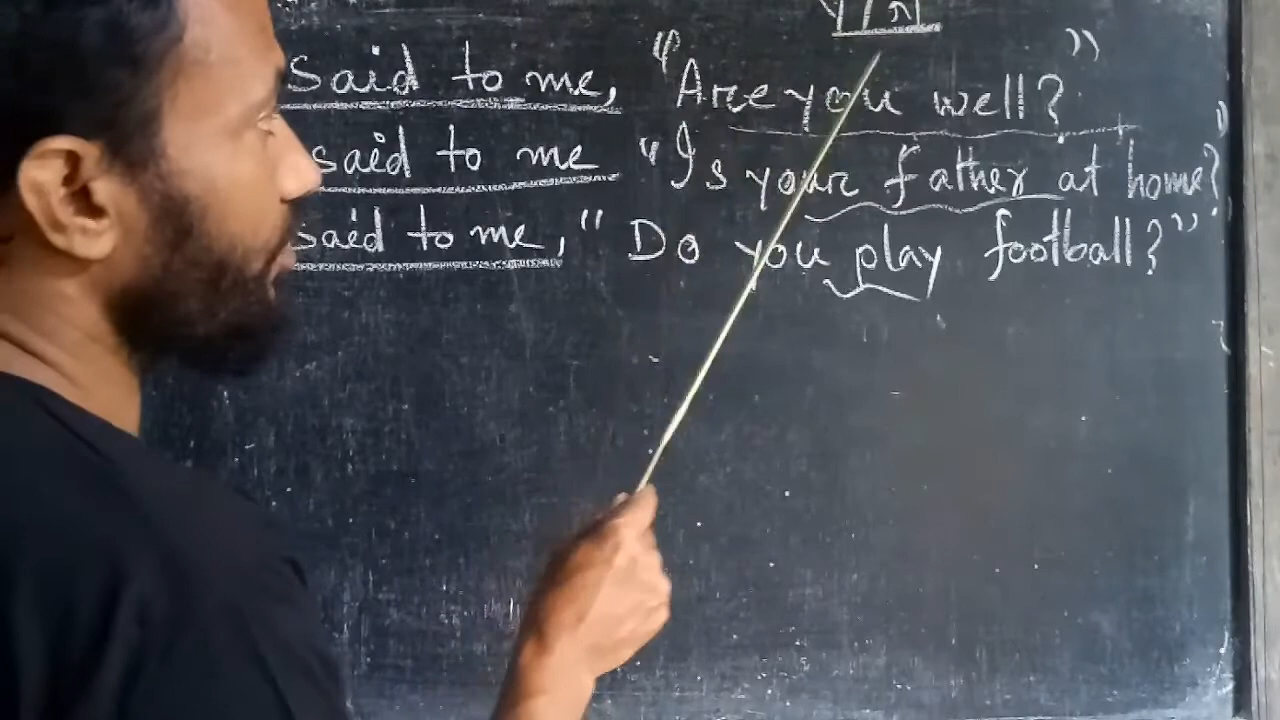 Y/n
said to me, "Are you well?"
said to me "Is your father at home?
said to me, "Do you play football?"